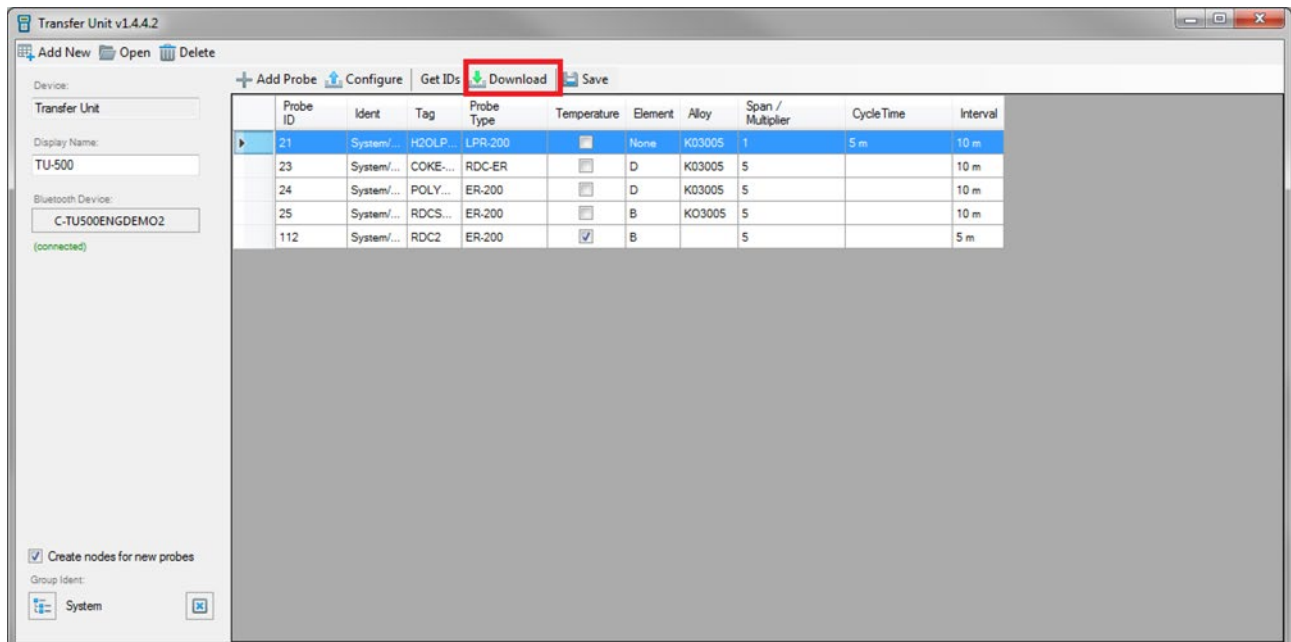 Transfer Unit v1.4.4.2
Add New Open Delete
Device:
Transfer Unit
Display Name:
TU-500
Bluetooth Device:
C-TU500ENGDEMO2
(connected)
Add Probe Configure Get IDs Download Save
Probe ID Ident Tag Probe Type Temperature Element Alloy Span / Multiplier CycleTime Interval
21 System/... H2OLP... LPR-200 None K03005 1 5 m 10 m
23 System/... COKE-... RDC-ER D K03005 5 10 m
24 System/... POLY... ER-200 D K03005 5 10 m
25 System/... RDCS... ER-200 B KO3005 5 10 m
112 System/... RDC2 ER-200 B 5 5 m
Create nodes for new probes
Group Ident:
System